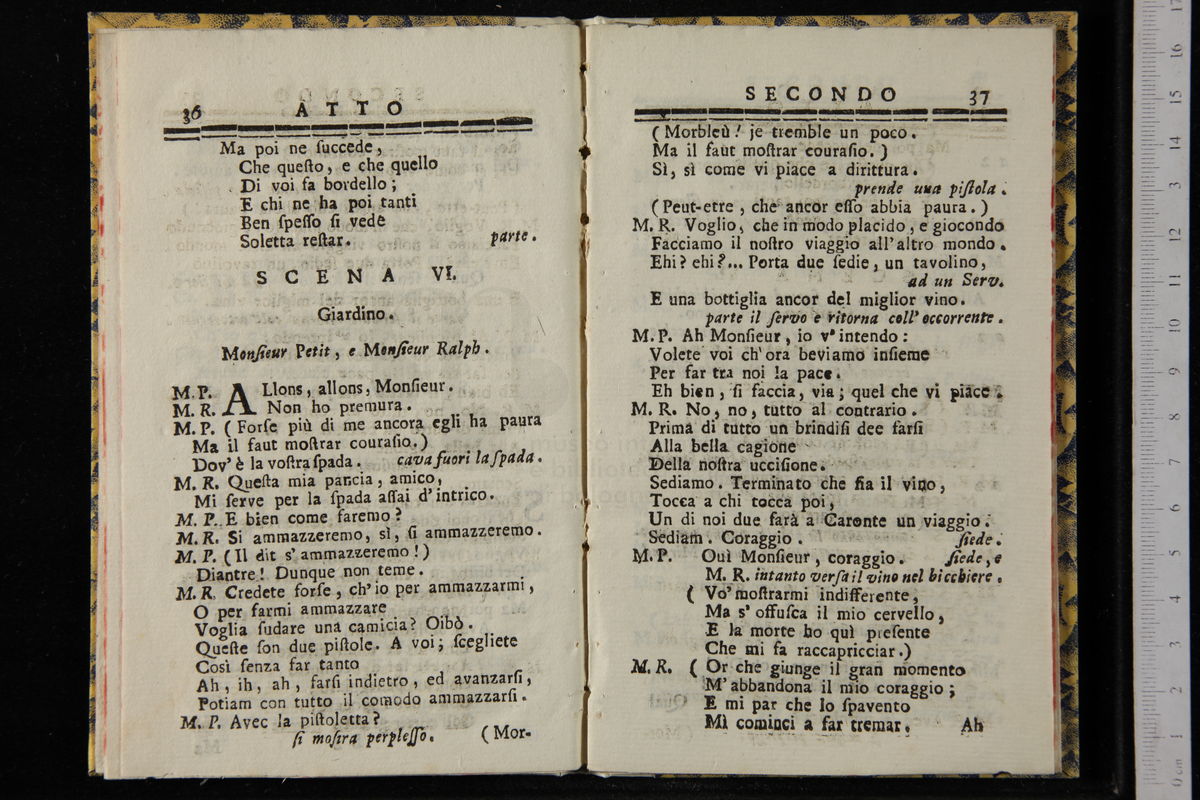 36 ATTO
Ma poi ne ſuccede,
Che queſto, e che quello
Di voi fa bordello;
E chi ne ha poi tanti
Ben ſpeſſo ſi vede
Soletta reſtar. parte.
SCENA VI.
Giardino.
Monſieur Petit, e Monſieur Ralph.
M.P. ALlons, allons, Monſieur.
M. R. Non ho premura.
M. P. (Forſe più di me ancora egli ha paura
Ma il faut moſtrar couraſio.)
Dov' è la voſtra ſpada. cava fuori la ſpada.
M. R. Queſta mia pancia, amico,
Mi ſerve per la ſpada aſſai d' intrico.
M. P. E bien come faremo?
M. R. Si ammazzeremo, sì, ſi ammazzeremo.
M. P. (Il dit s' ammazzeremo!)
Diantre! Dunque non teme.
M. R. Credete forſe, ch' io per ammazzarmi,
O per farmi ammazzare
Voglia ſudare una camicia? Oibò.
Queſte ſon due piſtole. A voi; ſcegliete
Così ſenza far tanto
Ah, ih, ah, farſi indietro, ed avanzarſi,
Potiam con tutto il comodo ammazzarſi.
M. P. Avec la piſtoletta?
ſi moſtra perpleſſo. (Mor-
SECONDO 37
(Morbleù! je tremble un poco.
Ma il faut moſtrar couraſio.)
Sì, sì come vi piace a dirittura.
prende una piſtola.
(Peut-etre, che ancor eſſo abbia paura.)
M. R. Voglio, che in modo placido, e giocondo
Facciamo il noſtro viaggio all' altro mondo.
Ehi? ehi?... Porta due ſedie, un tavolino,
ad un Serv.
E una bottiglia ancor del miglior vino.
parte il ſervo e ritorna coll' occorrente.
M. P. Ah Monſieur, io v' intendo:
Volete voi ch' ora beviamo inſieme
Per far tra noi la pace.
Eh bien, ſi faccia, via; quel che vi piace.
M. R. No, no, tutto al contrario.
Prima di tutto un brindiſi dee farſi
Alla bella cagione
Della noſtra ucciſione.
Sediamo. Terminato che ſia il vino,
Tocca a chi tocca poi,
Un di noi due farà a Caronte un viaggio.
Sediam. Coraggio. ſiede.
M. P. Oui Monſieur, coraggio. ſiede, e
M. R. intanto verſa il vino nel bicchiere.
(Vo' moſtrarmi indifferente,
Ma s' offuſca il mio cervello,
E la morte ho quì preſente
Che mi fa raccapricciar.)
M. R. (Or che giunge il gran momento
M' abbandona il mio coraggio;
E mi par che lo ſpavento
Mì cominci a far tremar. Ah